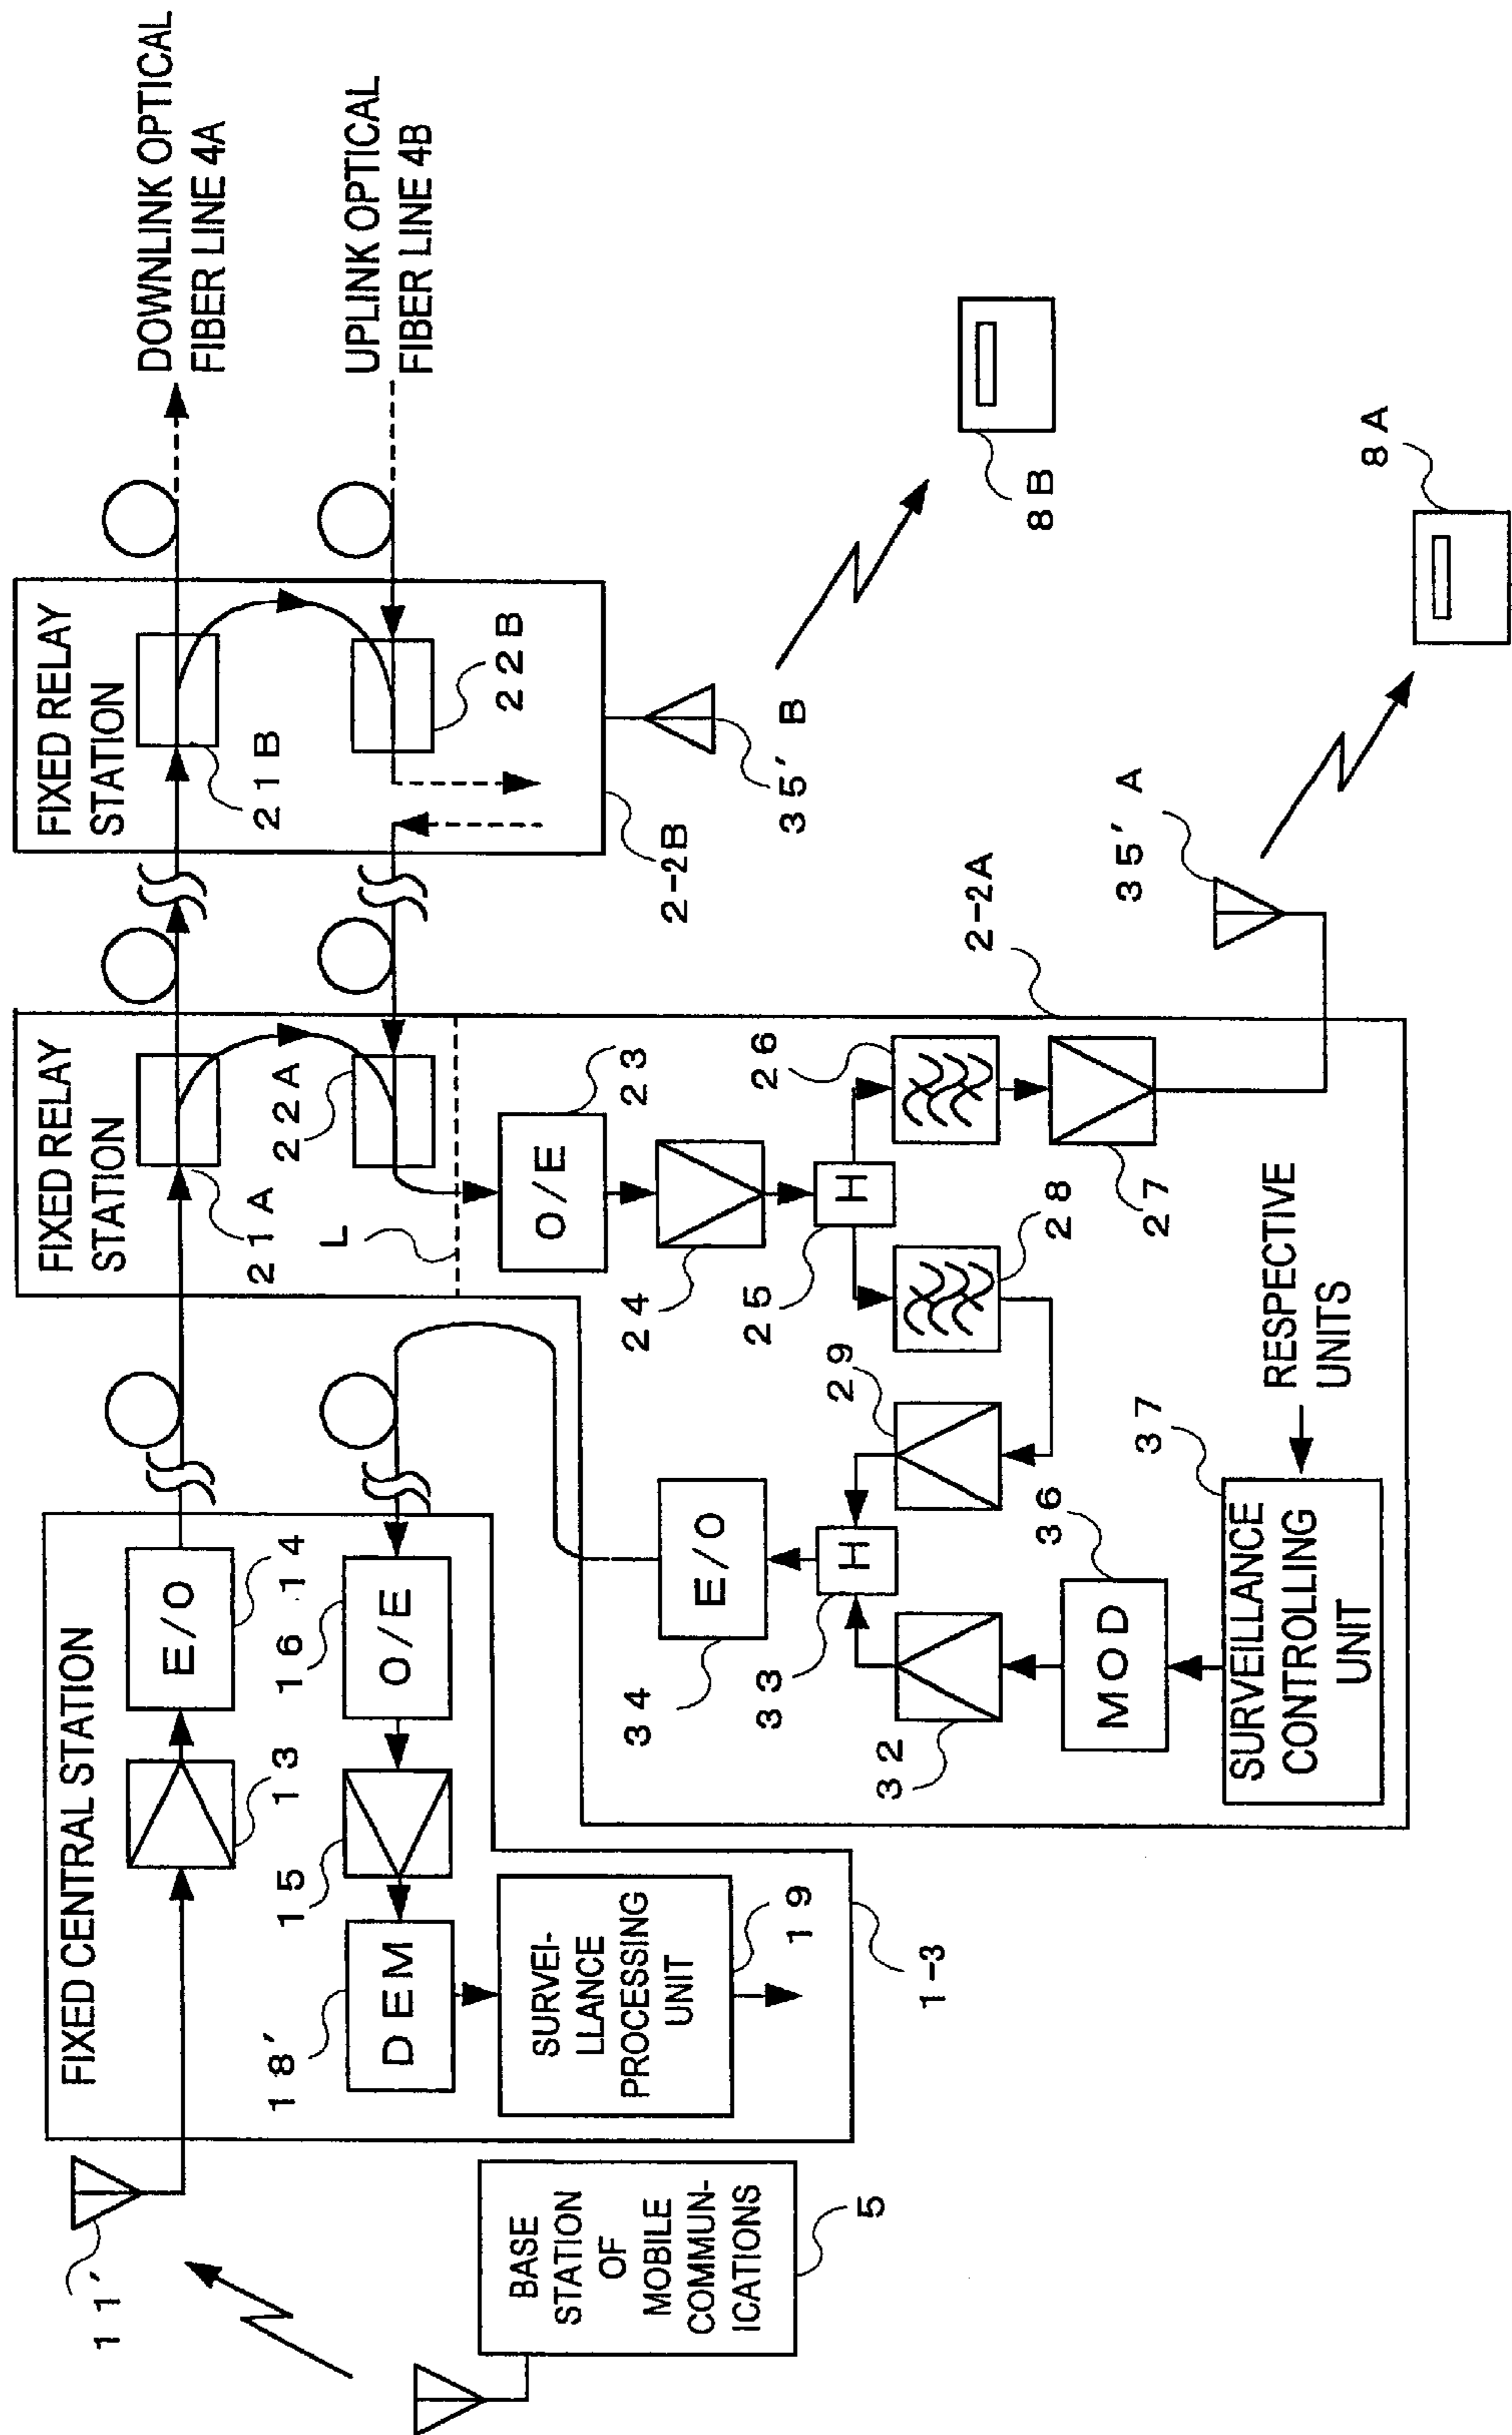 FIXED CENTRAL STATION
11'
13
E/O
14
O/E
16
15
DEM
18'
SURVEI-
LLANCE
PROCESSING
UNIT
19
1-3
BASE
STATION
OF
MOBILE
COMMUN-
ICATIONS
5
FIXED RELAY
STATION
21A
22A
L
O/E
23
24
H
25
26
27
28
29
E/O
34
H
33
32
MOD
36
SURVEILLANCE
CONTROLLING
UNIT
37
RESPECTIVE
UNITS
2-2A
35'A
8A
FIXED RELAY
STATION
21B
22B
2-2B
35'B
8B
DOWNLINK OPTICAL
FIBER LINE 4A
UPLINK OPTICAL
FIBER LINE 4B